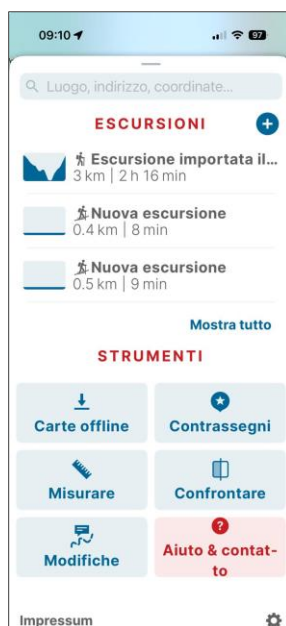 09:10
97
Luogo, indirizzo, coordinate...
ESCURSIONI
Escursione importata il...
3 km | 2 h 16 min
Nuova escursione
0.4 km | 8 min
Nuova escursione
0.5 km | 9 min
Mostra tutto
STRUMENTI
Carte offline
Contrassegni
Misurare
Confrontare
Modifiche
Aiuto & contat-
to
Impressum